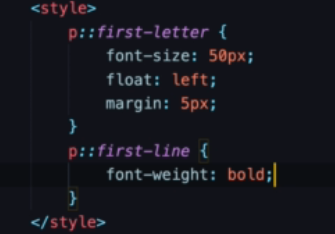 <style>
p::first-letter {
font-size: 50px;
float: left;
margin: 5px;
}
p::first-line {
font-weight: bold;
}
</style>